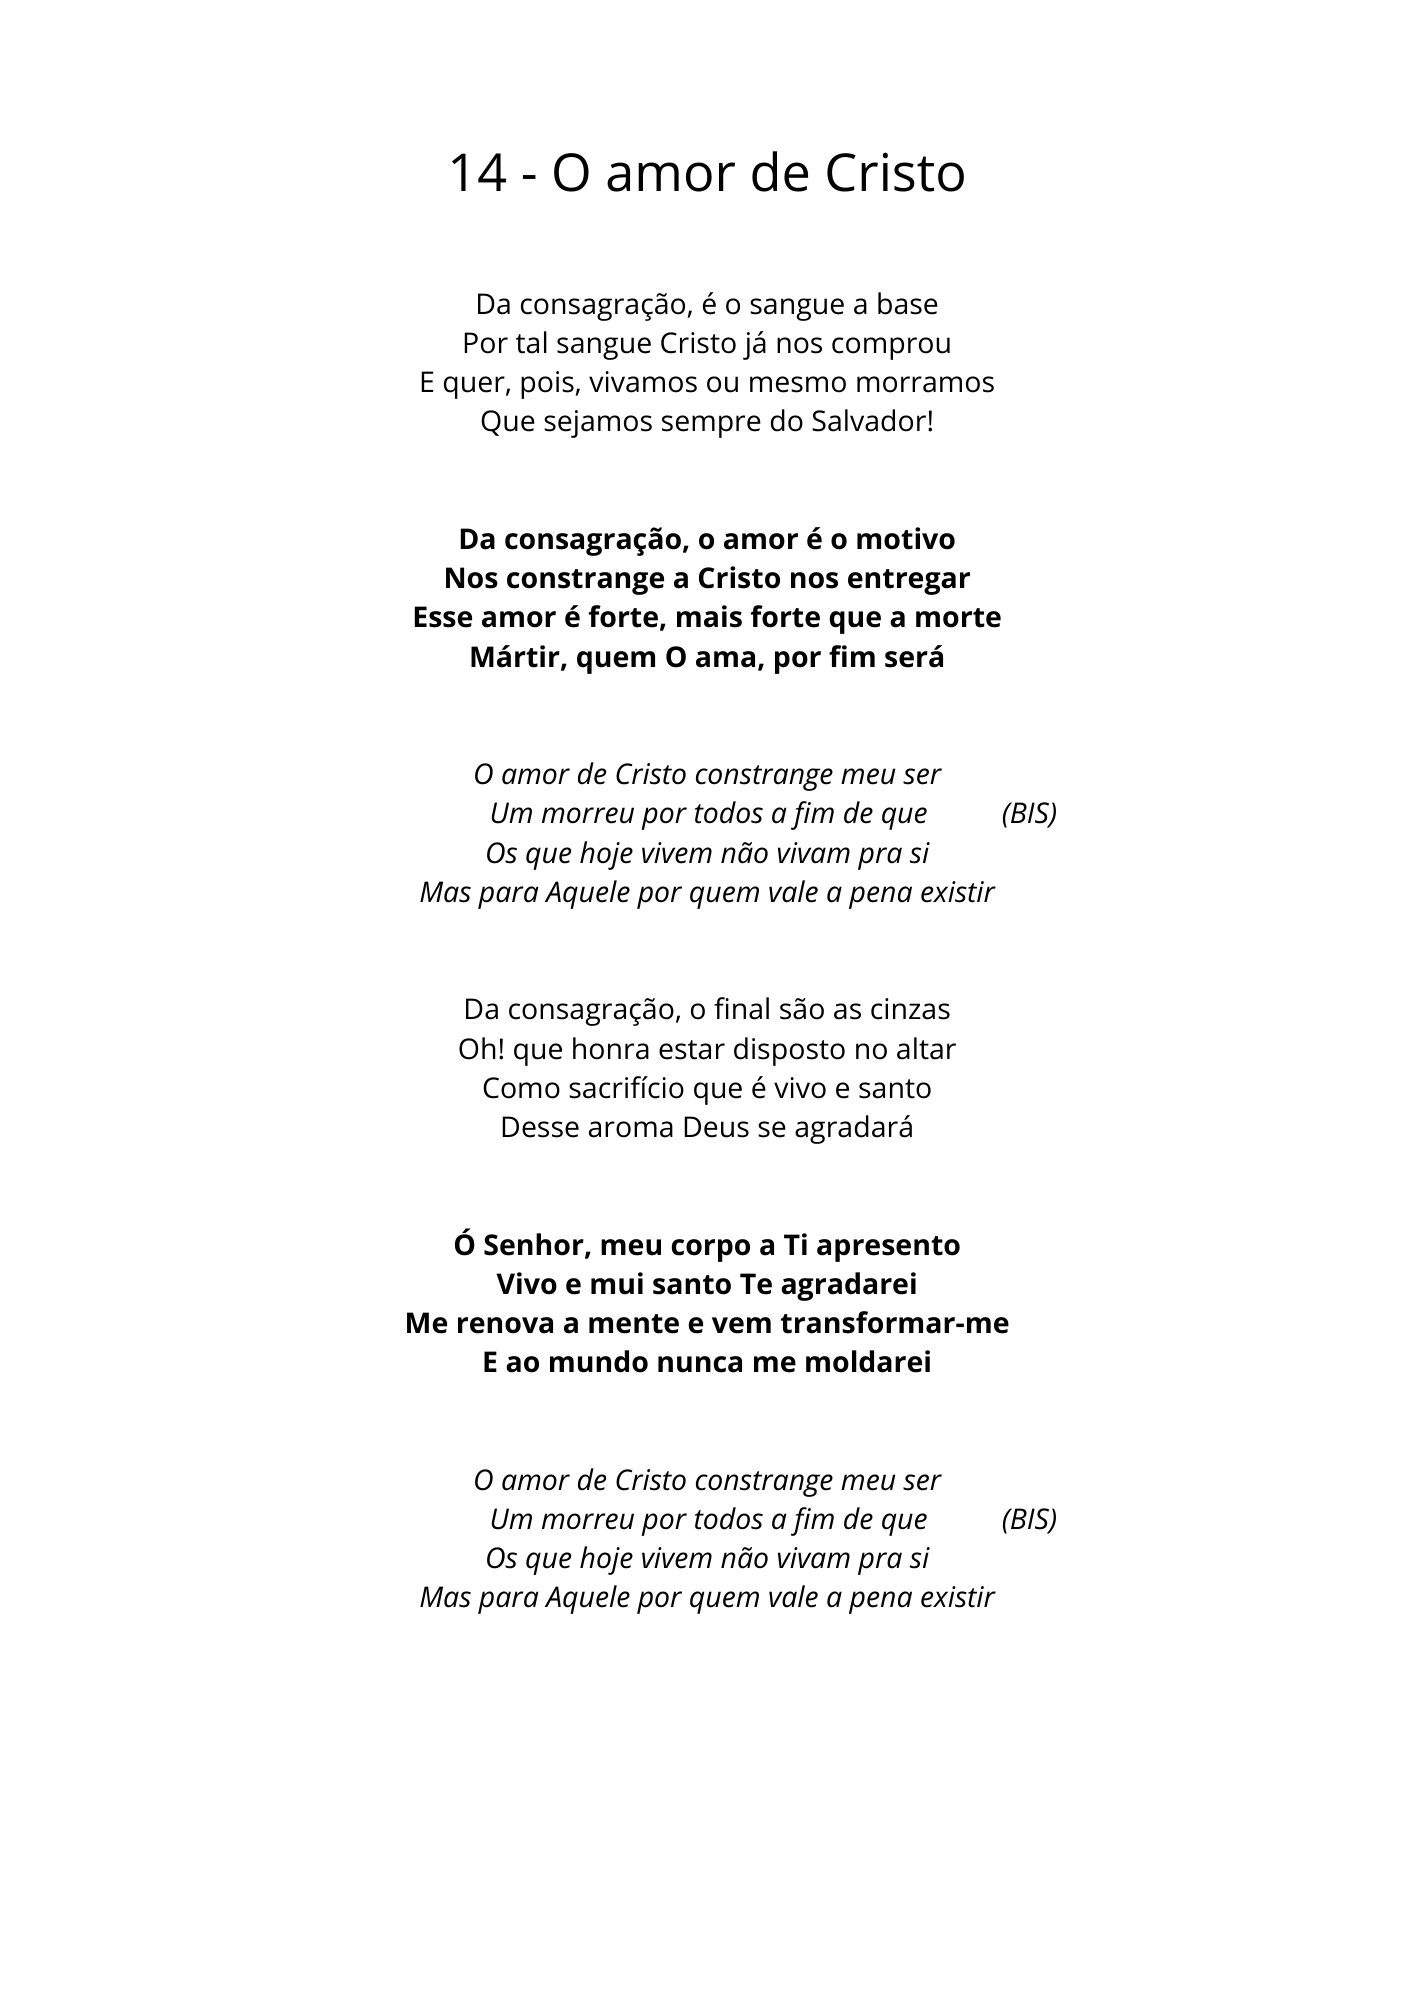 14 - O amor de Cristo
Da consagração, é o sangue a base
Por tal sangue Cristo já nos comprou
E quer, pois, vivamos ou mesmo morramos
Que sejamos sempre do Salvador!
Da consagração, o amor é o motivo
Nos constrange a Cristo nos entregar
Esse amor é forte, mais forte que a morte
Mártir, quem O ama, por fim será
O amor de Cristo constrange meu ser
Um morreu por todos a fim de que (BIS)
Os que hoje vivem não vivam pra si
Mas para Aquele por quem vale a pena existir
Da consagração, o final são as cinzas
Oh! que honra estar disposto no altar
Como sacrifício que é vivo e santo
Desse aroma Deus se agradará
Ó Senhor, meu corpo a Ti apresento
Vivo e mui santo Te agradarei
Me renova a mente e vem transformar-me
E ao mundo nunca me moldarei
O amor de Cristo constrange meu ser
Um morreu por todos a fim de que (BIS)
Os que hoje vivem não vivam pra si
Mas para Aquele por quem vale a pena existir